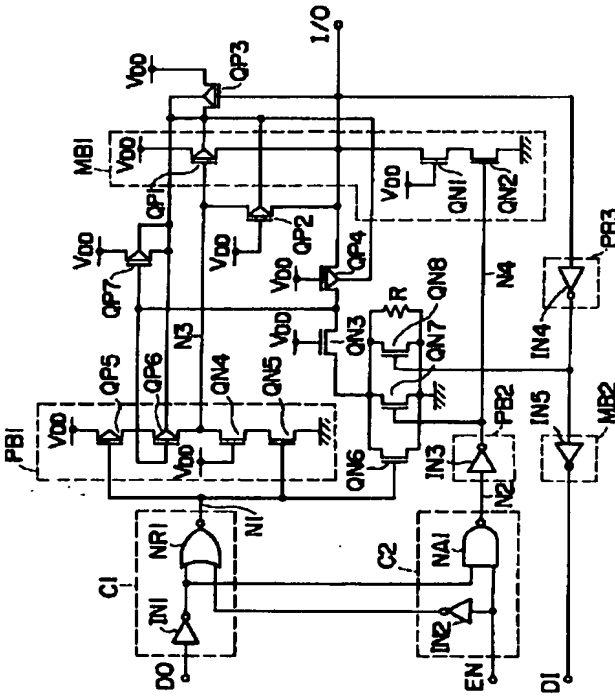 I/O
VDD
QP3
MB1
VDD
QP1
VDD
QP7
QP2
VDD
VDD
QN1
QN2
N3
VDD
QP4
VDD
QN3
N4
PB1
VDD
QP5
QP6
QN4
VDD
QN5
R
QN8
QN7
QN6
PB3
IN4
C1
NR1
N1
IN1
DO
PB2
IN3
N2
IN5
MB2
C2
NA1
IN2
EN
DI